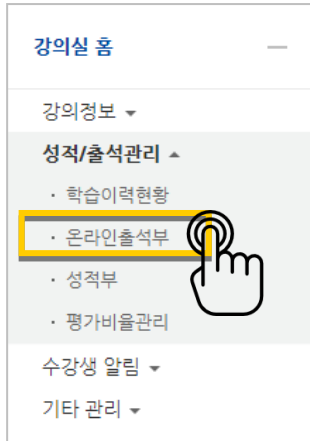 강의실 홈
강의정보
성적/출석관리
· 학습이력현황
· 온라인출석부
· 성적부
· 평가비율관리
수강생 알림
기타 관리